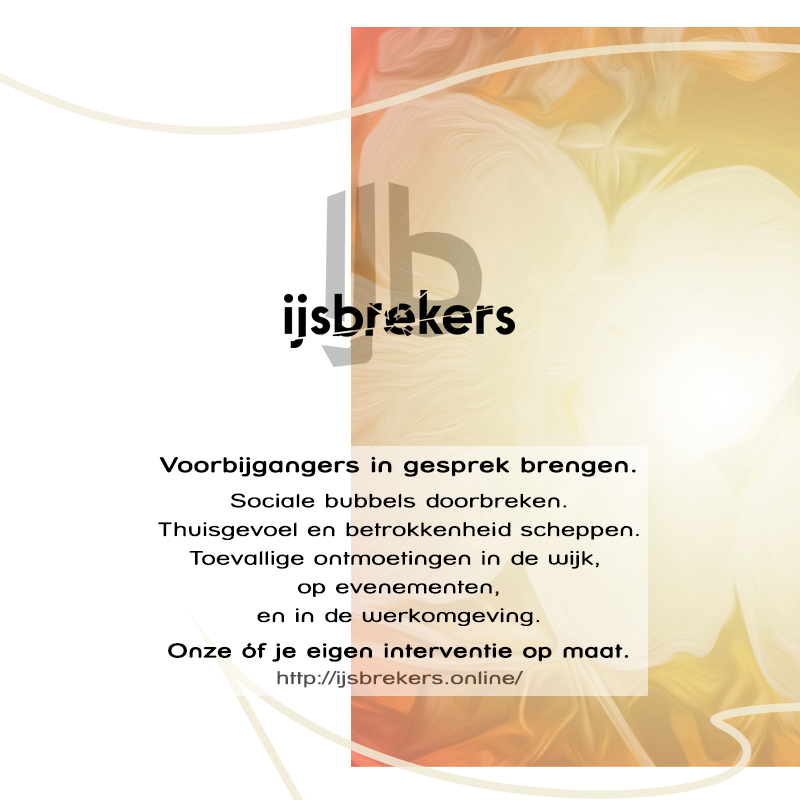 IJb
ijsbrekers
Voorbijgangers in gesprek brengen.
Sociale bubbels doorbreken.
Thuisgevoel en betrokkenheid scheppen.
Toevallige ontmoetingen in de wijk,
op evenementen,
en in de werkomgeving.
Onze óf je eigen interventie op maat.
http://ijsbrekers.online/